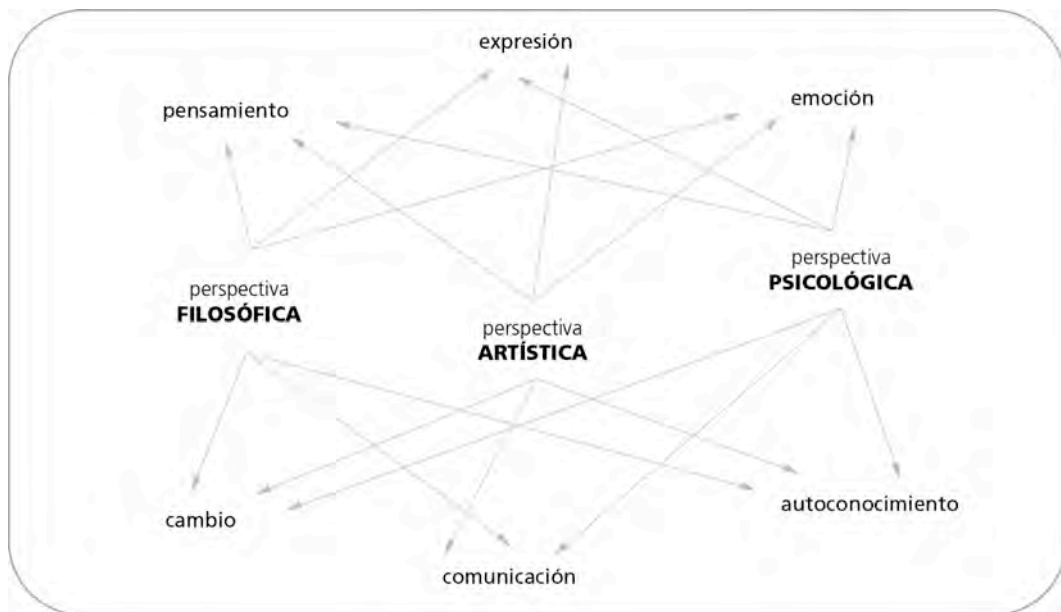 expresión
emoción
pensamiento
perspectiva
PSICOLÓGICA
perspectiva
FILOSÓFICA
perspectiva
ARTÍSTICA
autoconocimiento
cambio
comunicación